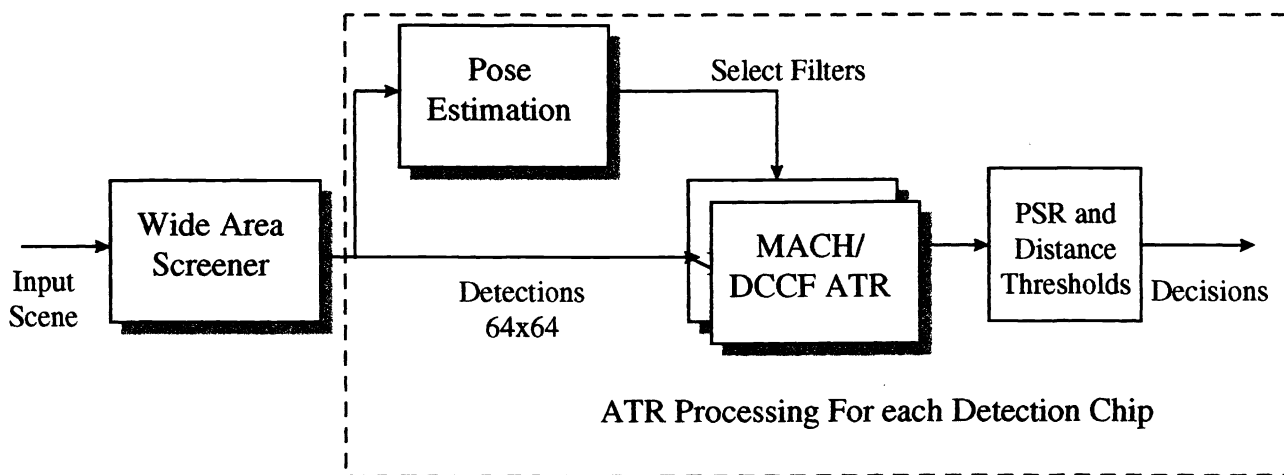 Pose
Estimation
Select Filters
Wide Area
Screener
Input
Scene
Detections
64x64
MACH/
DCCF ATR
PSR and
Distance
Thresholds
Decisions
ATR Processing For each Detection Chip